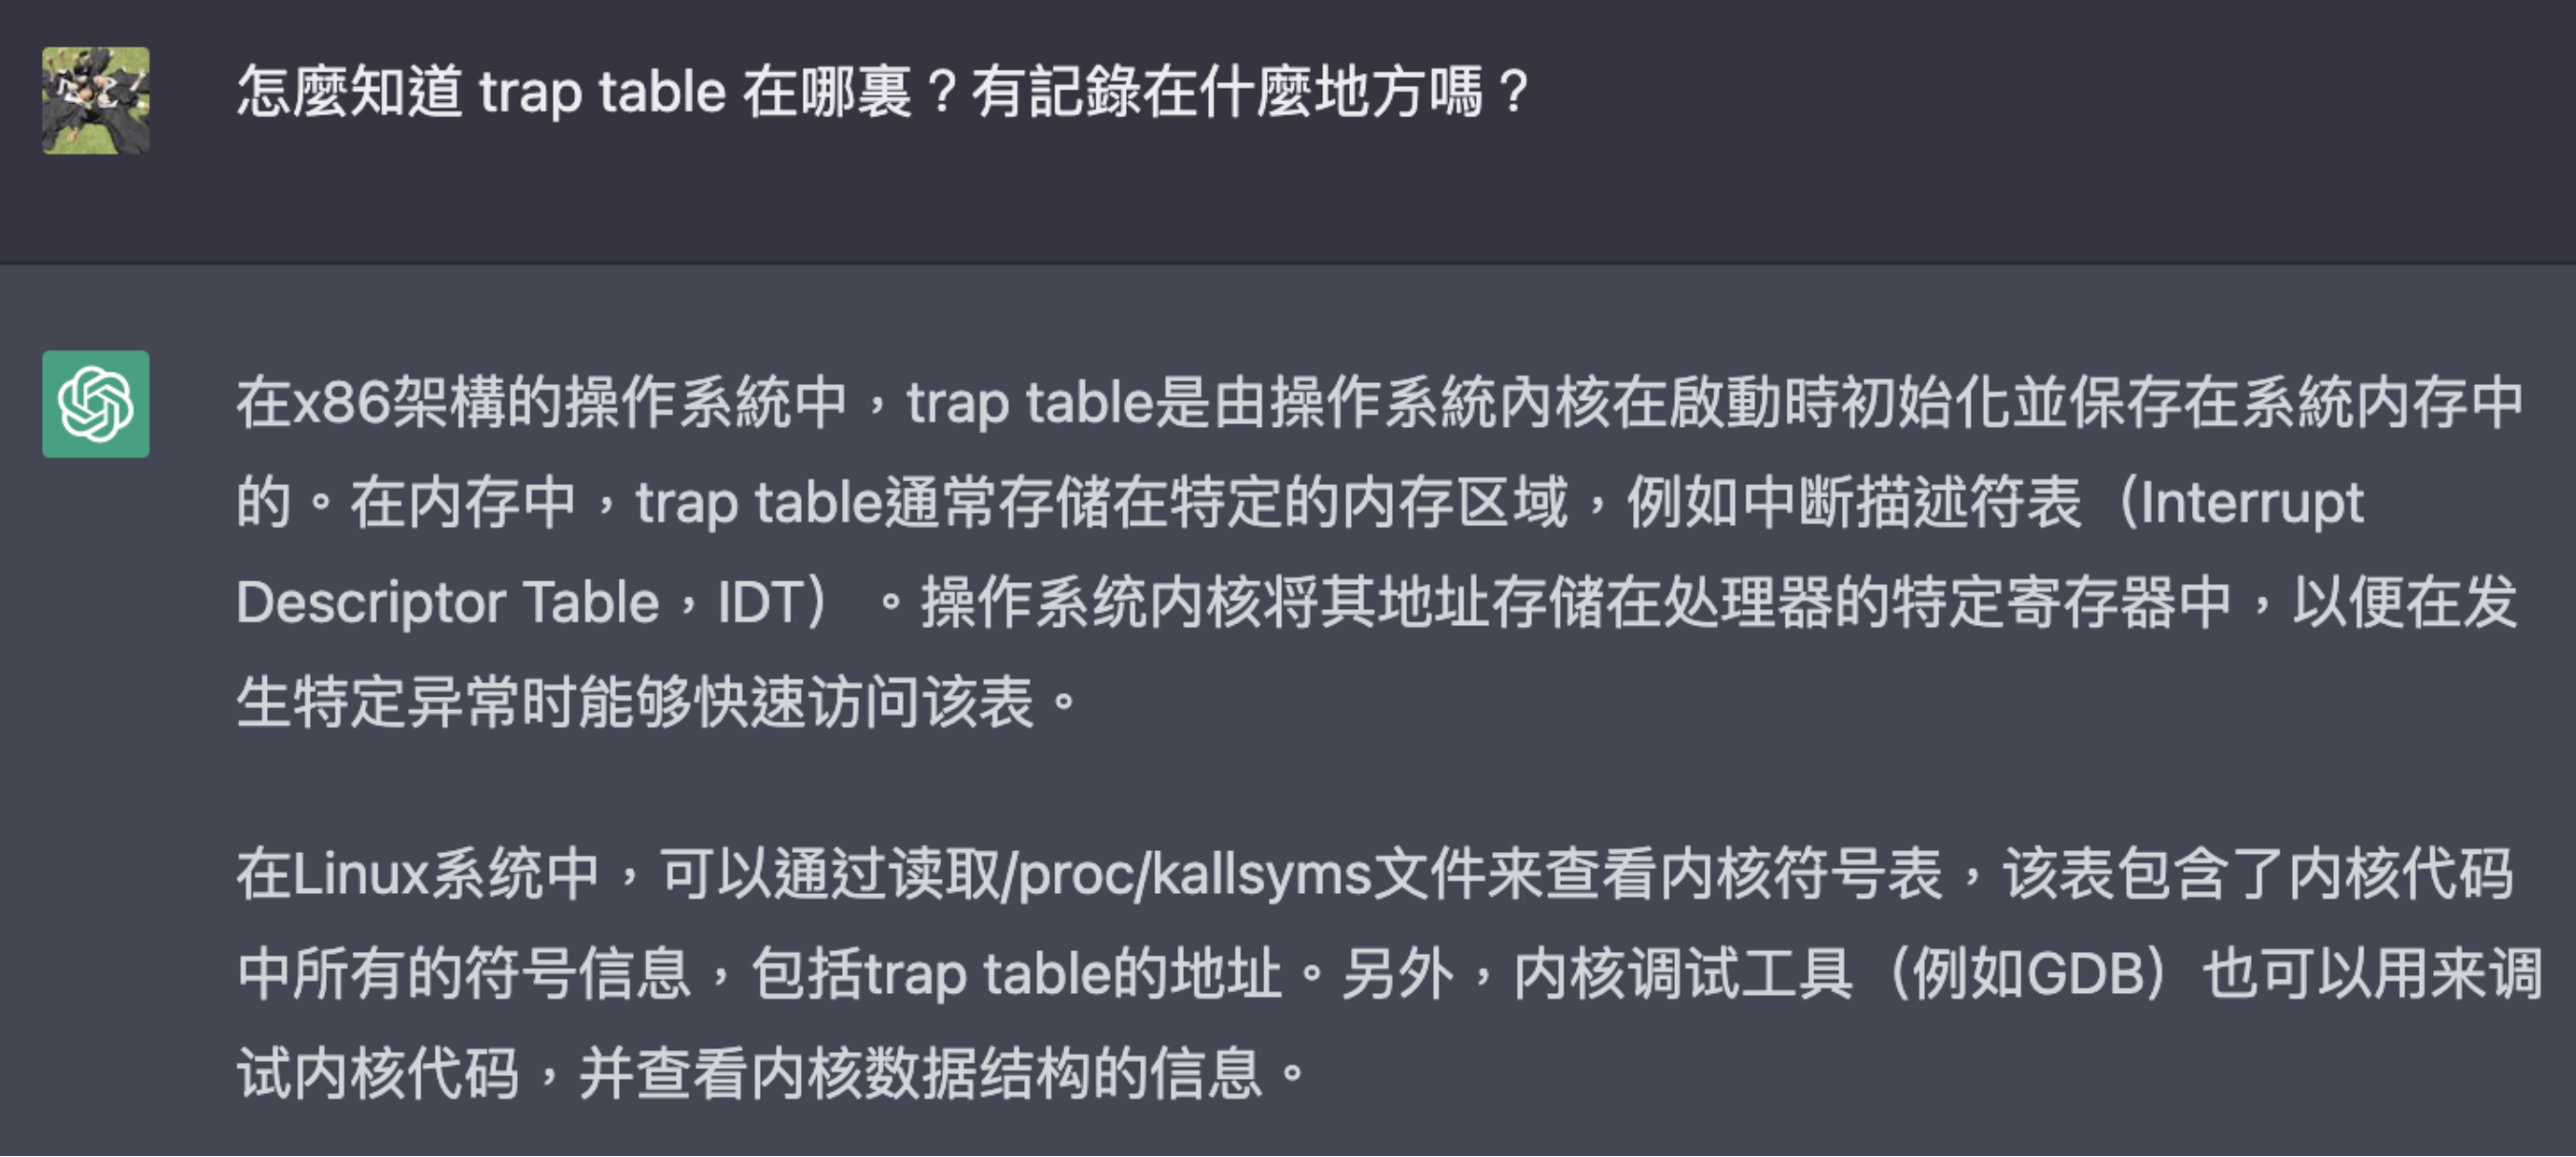 怎麼知道 trap table 在哪裏？有記錄在什麼地方嗎？
在x86架構的操作系統中，trap table是由操作系統內核在啟動時初始化並保存在系統内存中
的。在内存中，trap table通常存储在特定的内存区域，例如中断描述符表（Interrupt
Descriptor Table，IDT）。操作系统内核将其地址存储在处理器的特定寄存器中，以便在发
生特定异常时能够快速访问该表。
在Linux系统中，可以通过读取/proc/kallsyms文件来查看内核符号表，该表包含了内核代码
中所有的符号信息，包括trap table的地址。另外，内核调试工具（例如GDB）也可以用来调
试内核代码，并查看内核数据结构的信息。